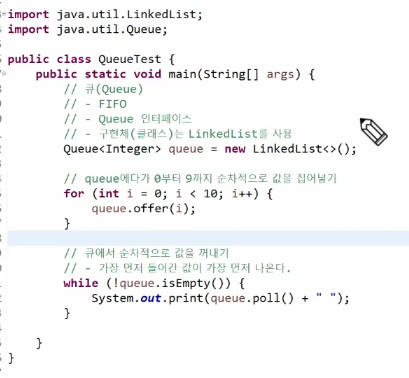 import java.util.LinkedList;
import java.util.Queue;

public class QueueTest {
    public static void main(String[] args) {
        // 큐(Queue)
        // - FIFO
        // - Queue 인터페이스
        // - 구현체(클래스)는 LinkedList를 사용
        Queue<Integer> queue = new LinkedList<>();

        // queue에다가 0부터 9까지 순차적으로 값을 집어넣기
        for (int i = 0; i < 10; i++) {
            queue.offer(i);
        }

        // 큐에서 순차적으로 값을 꺼내기
        // - 가장 먼저 들어간 값이 가장 먼저 나온다.
        while (!queue.isEmpty()) {
            System.out.print(queue.poll() + " ");
        }

    }
}